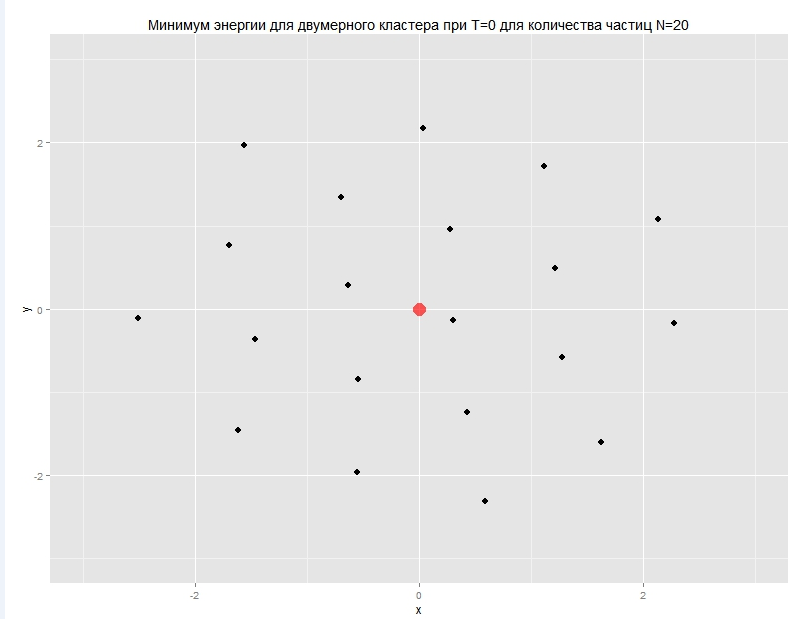 Минимум энергии для двумерного кластера при T=0 для количества частиц N=20
2
y
0
-2
-2
0
2
x